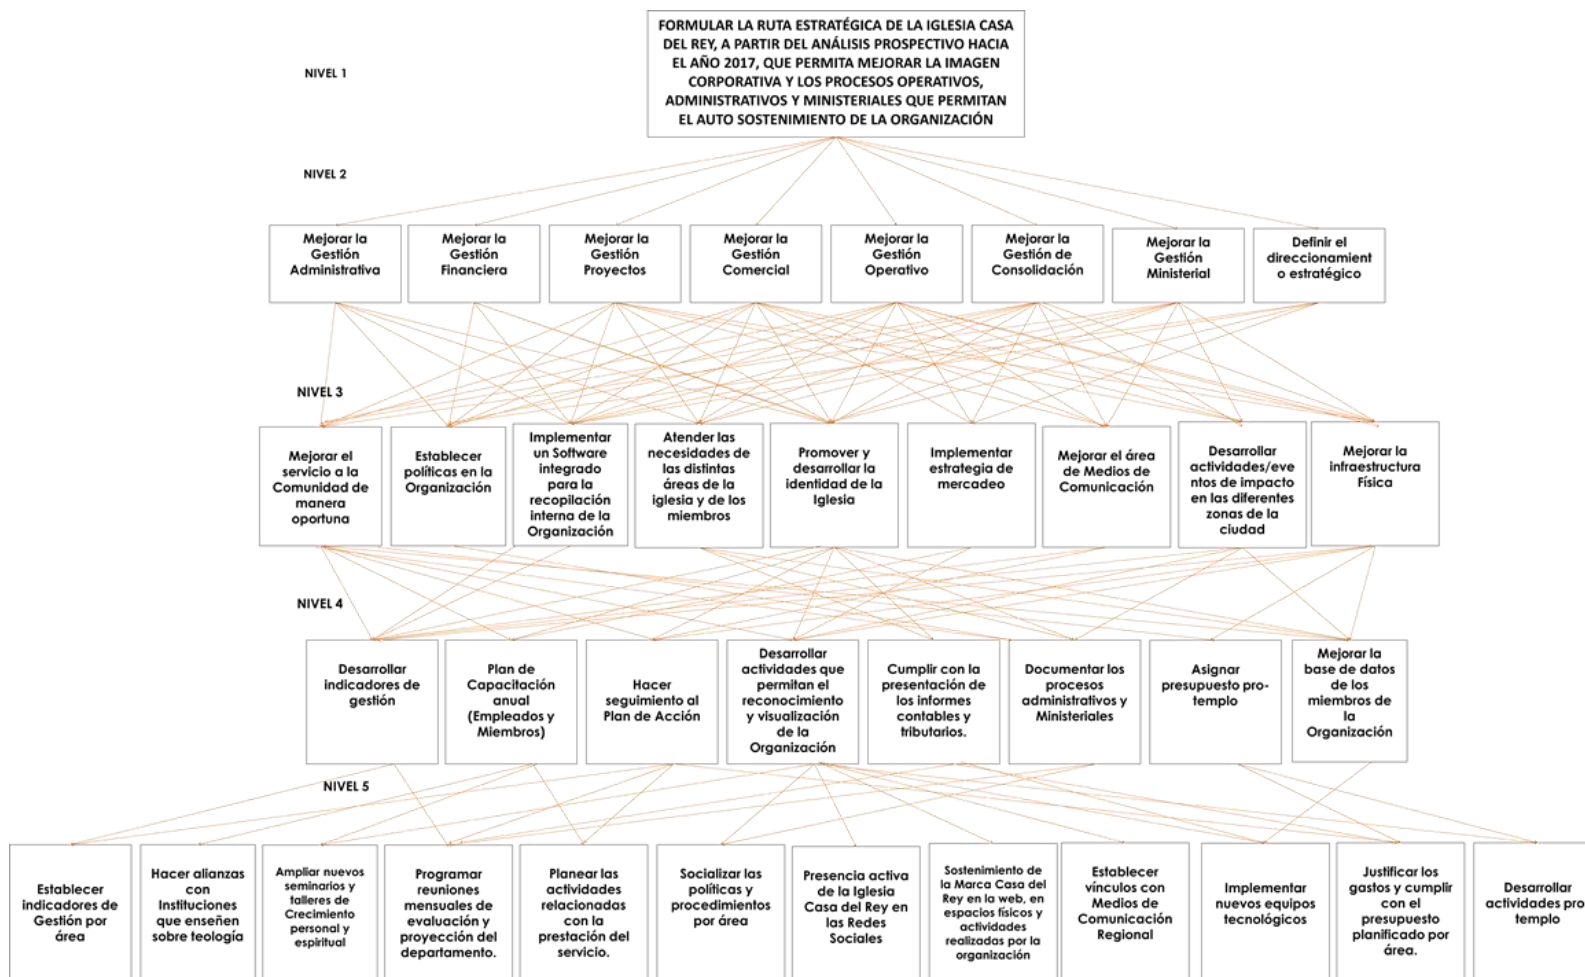 FORMULAR LA RUTA ESTRATÉGICA DE LA IGLESIA CASA
DEL REY, A PARTIR DEL ANÁLISIS PROSPECTIVO HACIA
EL AÑO 2017, QUE PERMITA MEJORAR LA IMAGEN
CORPORATIVA Y LOS PROCESOS OPERATIVOS,
ADMINISTRATIVOS Y MINISTERIALES QUE PERMITAN
EL AUTO SOSTENIMIENTO DE LA ORGANIZACIÓN
NIVEL 1
NIVEL 2
Mejorar la
Gestión
Administrativa
Mejorar la
Gestión
Financiera
Mejorar la
Gestión
Proyectos
Mejorar la
Gestión
Comercial
Mejorar la
Gestión
Operativo
Mejorar la
Gestión de
Consolidación
Mejorar la
Gestión
Ministerial
Definir el
direccionamient
o estratégico
NIVEL 3
Mejorar el
servicio a la
Comunidad de
manera
oportuna
Establecer
políticas en la
Organización
Implementar
un Software
integrado
para la
recopilación
interna de la
Organización
Atender las
necesidades de
las distintas
áreas de la
iglesia y de los
miembros
Promover y
desarrollar la
identidad de la
Iglesia
Implementar
estrategia de
mercadeo
Mejorar el área
de Medios de
Comunicación
Desarrollar
actividades/eve
ntos de impacto
en las diferentes
zonas de la
ciudad
Mejorar la
infraestructura
Física
NIVEL 4
Desarrollar
indicadores de
gestión
Plan de
Capacitación
anual
(Empleados y
Miembros)
Hacer
seguimiento al
Plan de Acción
Desarrollar
actividades que
permitan el
reconocimiento
y visualización
de la
Organización
Cumplir con la
presentación de
los informes
contables y
tributarios.
Documentar los
procesos
administrativos y
Ministeriales
Asignar
presupuesto pro-
templo
Mejorar la
base de datos
de los
miembros de
la
Organización
NIVEL 5
Establecer
indicadores de
Gestión por
área
Hacer alianzas
con
Instituciones
que enseñen
sobre teología
Ampliar nuevos
seminarios y
talleres de
Crecimiento
personal y
espiritual
Programar
reuniones
mensuales de
evaluación y
proyección del
departamento.
Planear las
actividades
relacionadas
con la
prestación del
servicio.
Socializar las
políticas y
procedimientos
por área
Presencia activa
de la Iglesia
Casa del Rey en
las Redes
Sociales
Sostenimiento de
la Marca Casa del
Rey en la web, en
espacios físicos y
actividades
realizadas por la
organización
Establecer
vínculos con
Medios de
Comunicación
Regional
Implementar
nuevos equipos
tecnológicos
Justificar los
gastos y cumplir
con el
presupuesto
planificado por
área.
Desarrollar
actividades pro
templo